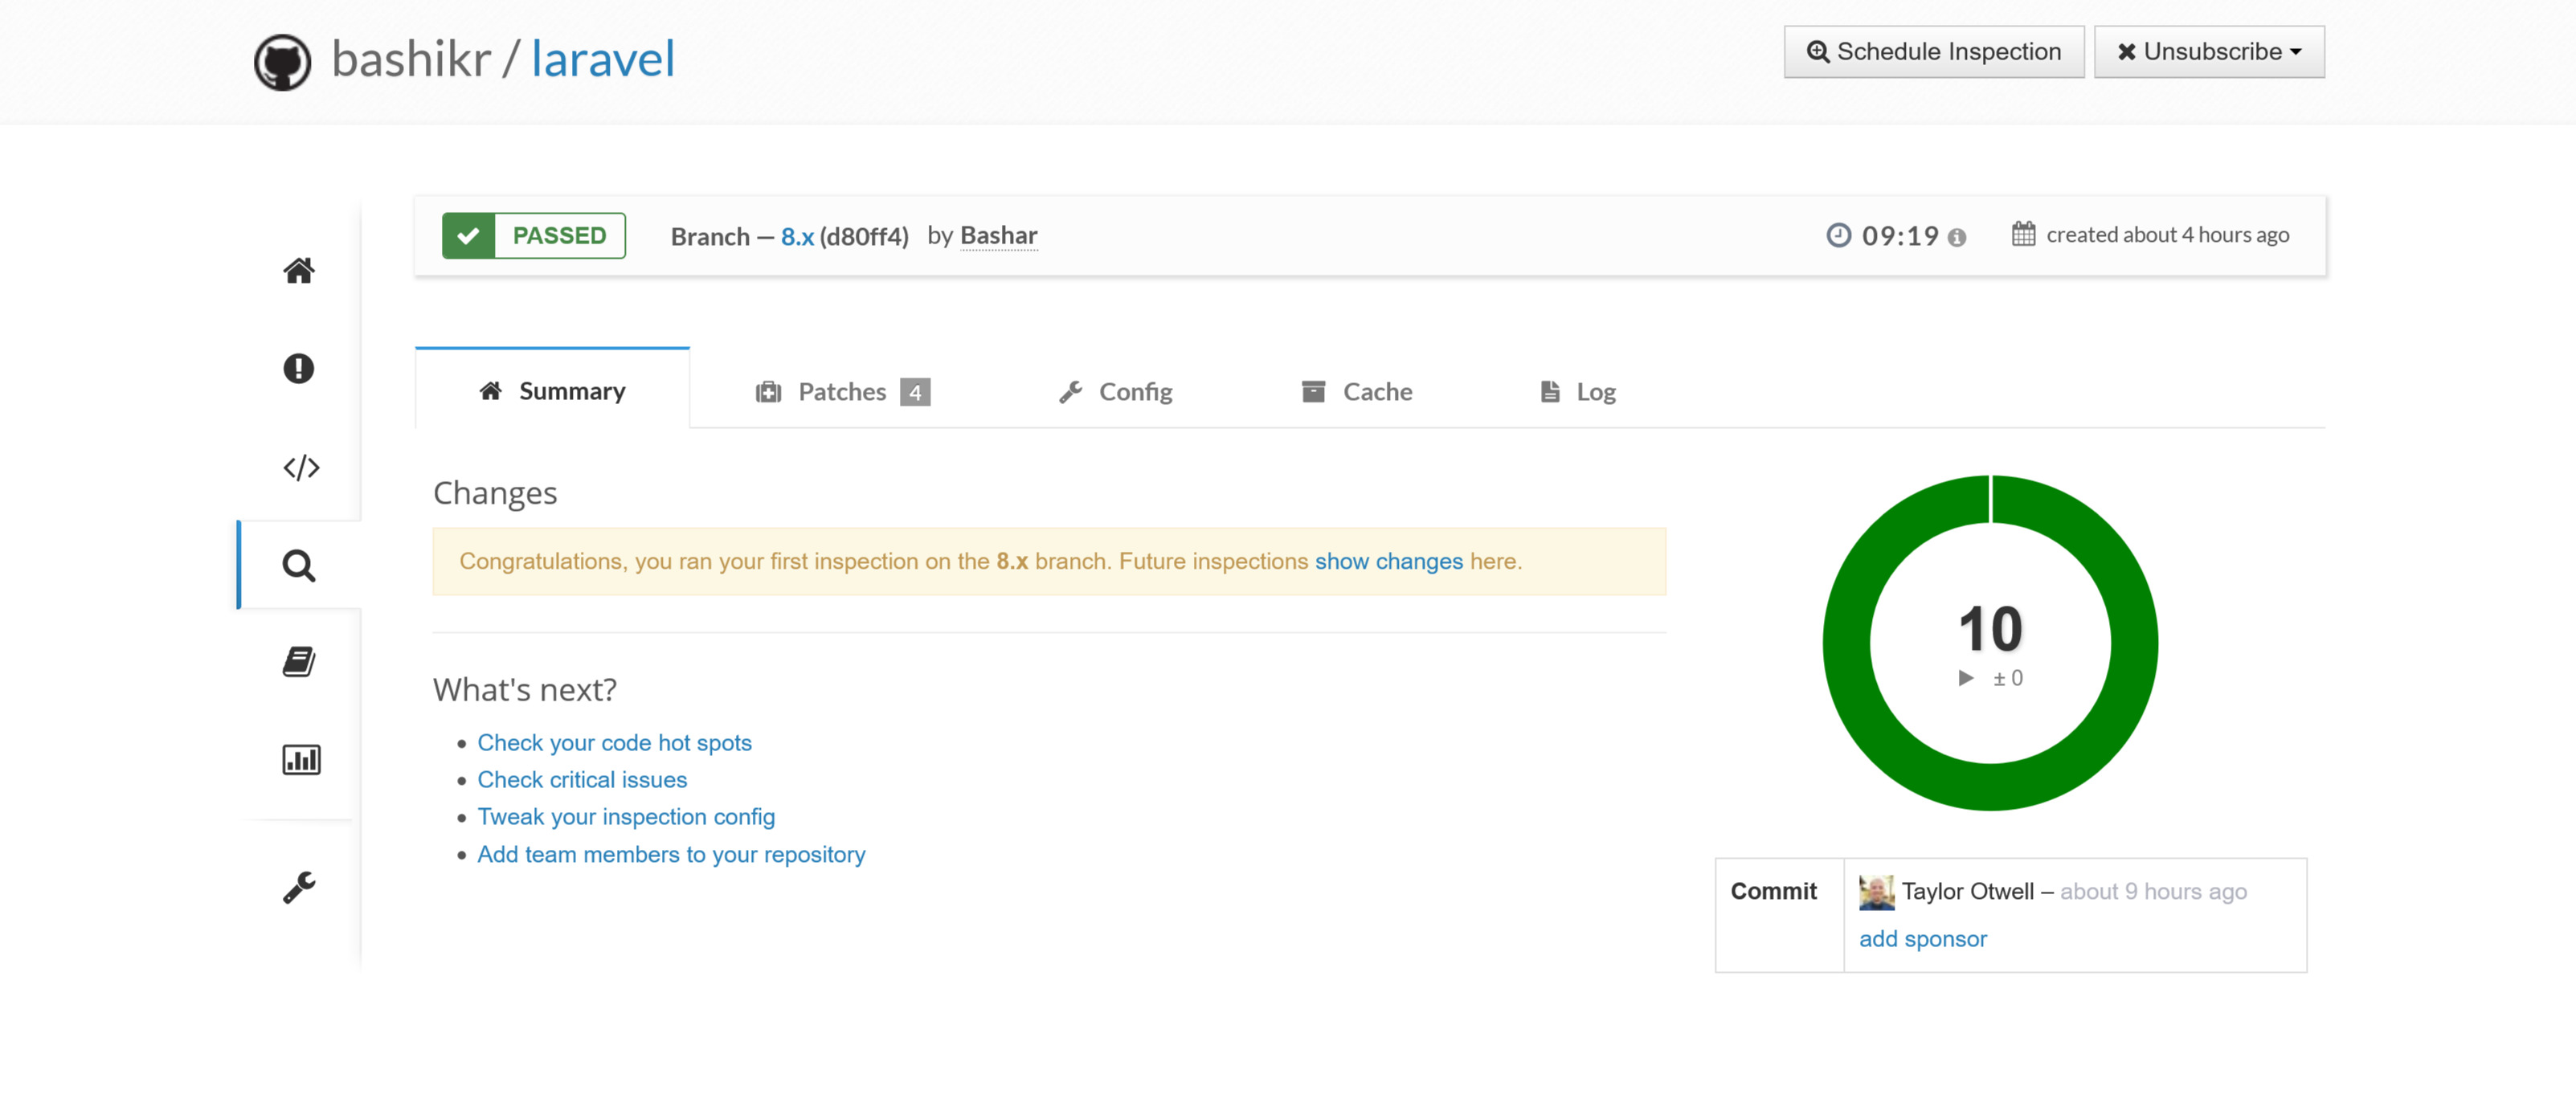 bashikr / laravel
Schedule Inspection
Unsubscribe
PASSED
Branch — 8.x (d80ff4) by Bashar
09:19
created about 4 hours ago
Summary
Patches 4
Config
Cache
Log
Changes
Congratulations, you ran your first inspection on the 8.x branch. Future inspections show changes here.
10
± 0
What's next?
Check your code hot spots
Check critical issues
Tweak your inspection config
Add team members to your repository
Commit
Taylor Otwell – about 9 hours ago
add sponsor